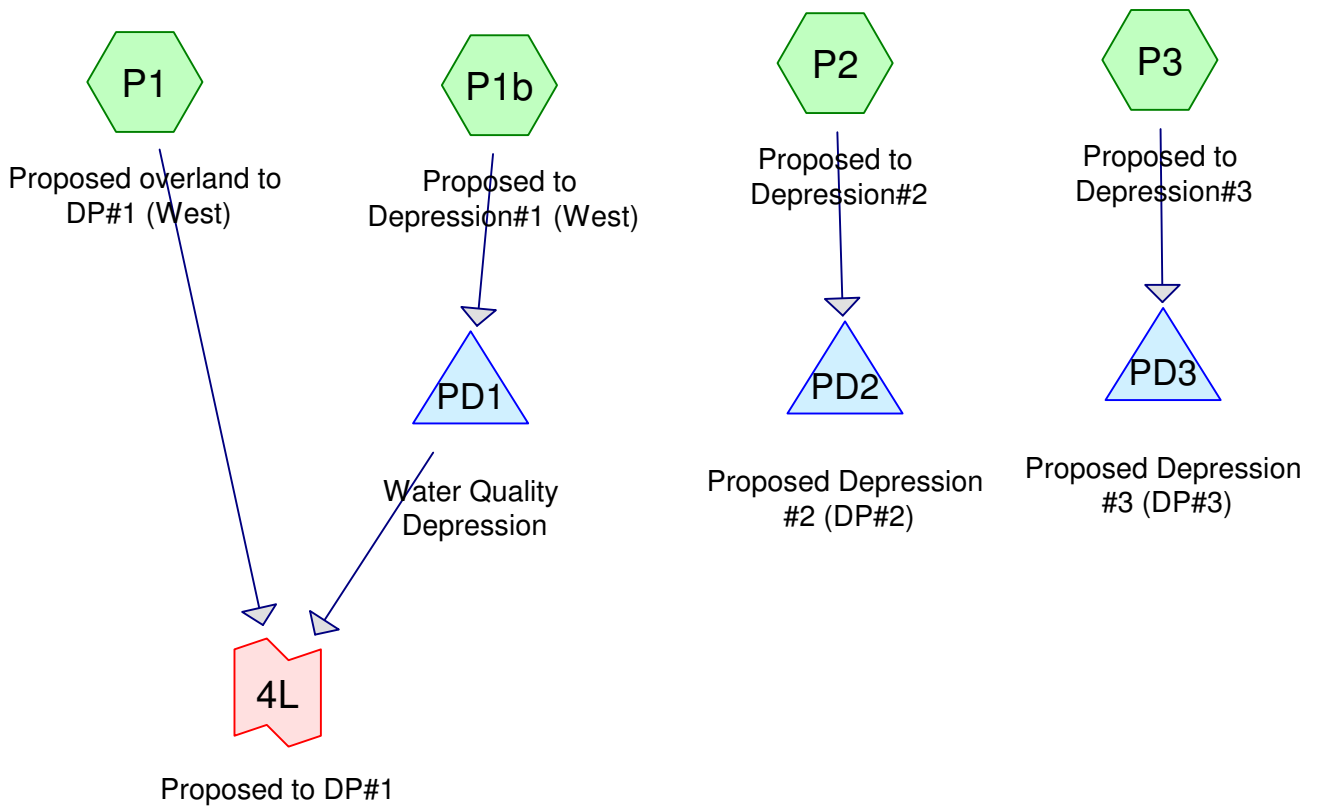 P1
Proposed overland to
DP#1 (West)
P1b
Proposed to
Depression#1 (West)
P2
Proposed to
Depression#2
P3
Proposed to
Depression#3
PD1
Water Quality
Depression
PD2
Proposed Depression
#2 (DP#2)
PD3
Proposed Depression
#3 (DP#3)
4L
Proposed to DP#1